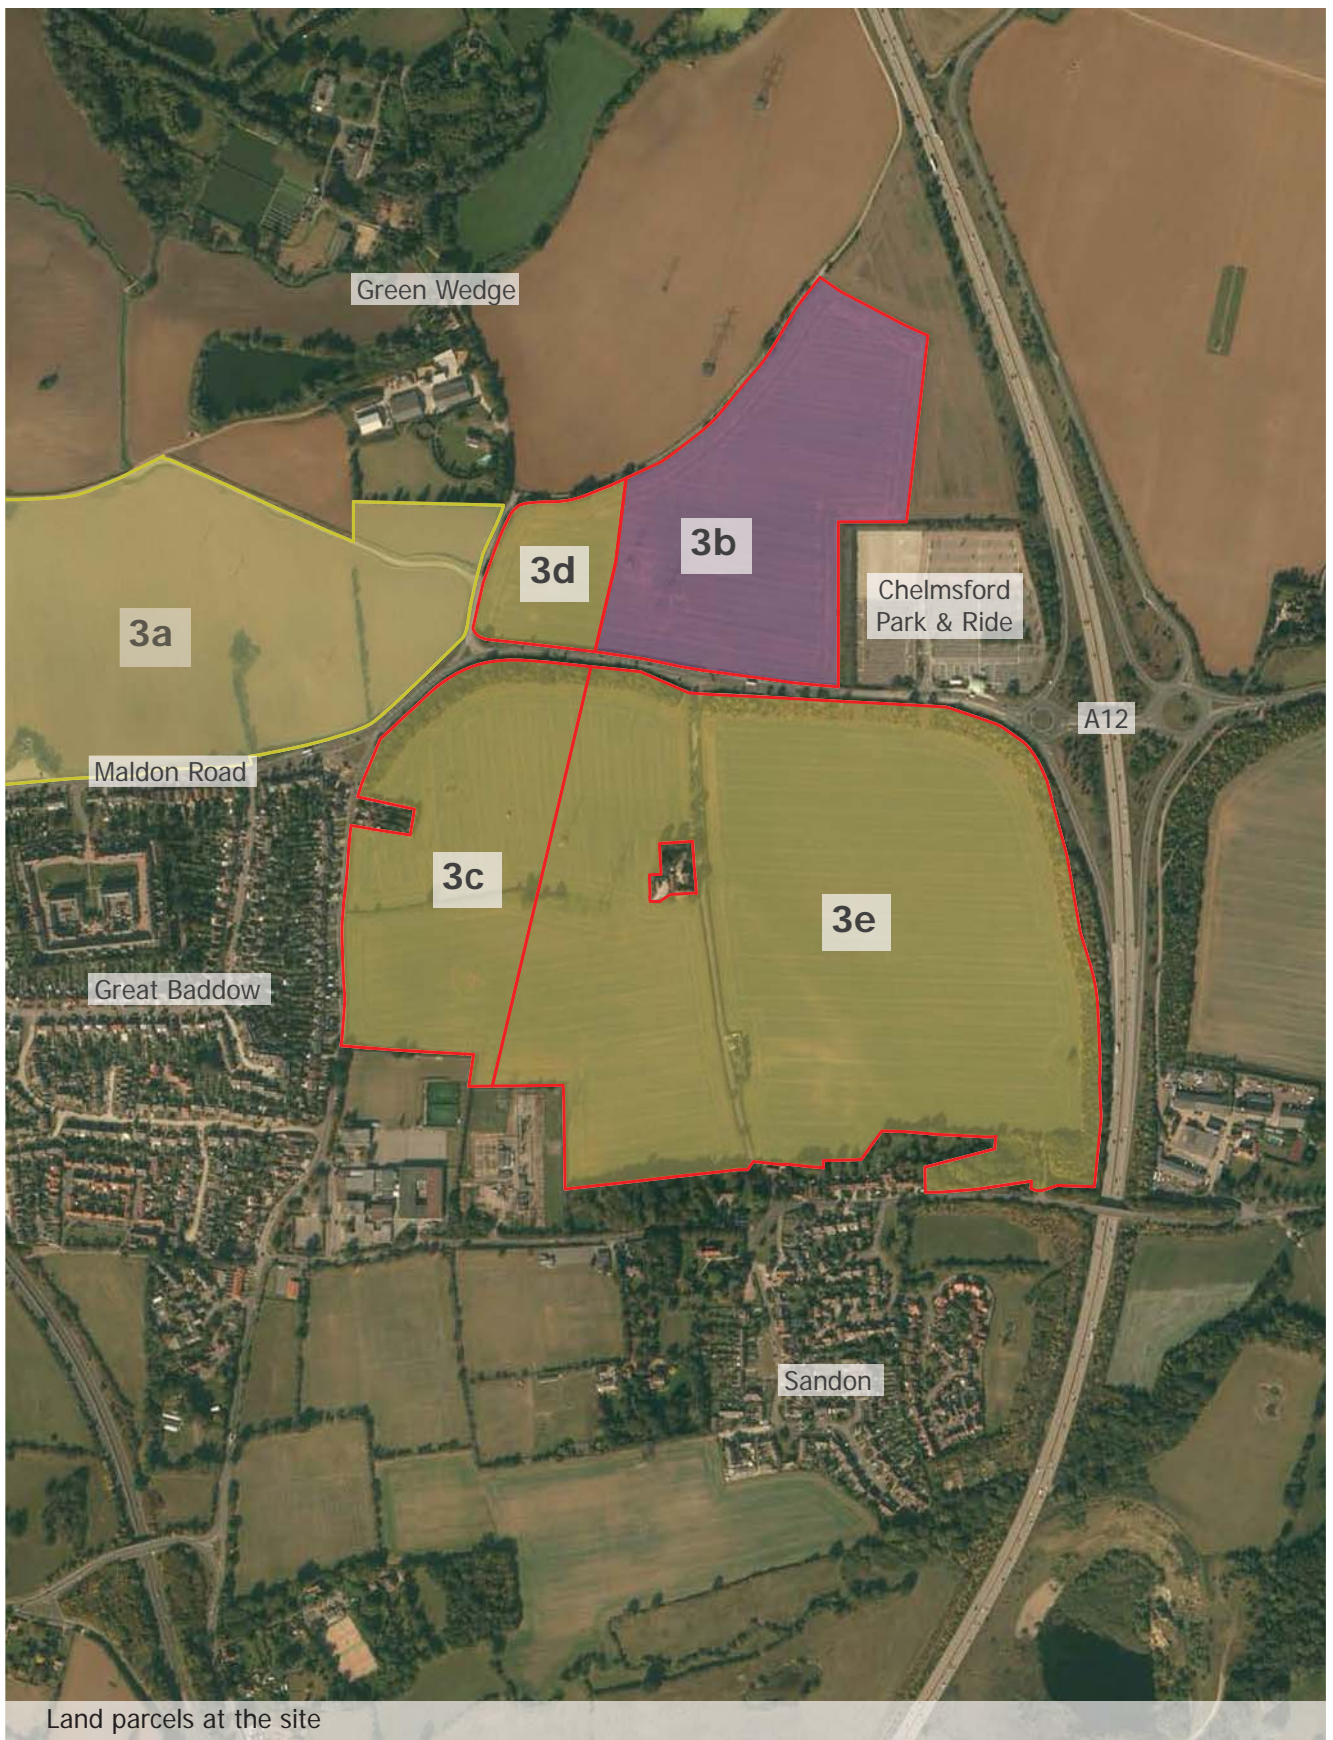 Green Wedge
3b
3d
Chelmsford
Park & Ride
3a
A12
Maldon Road
3c
3e
Great Baddow
Sandon
Land parcels at the site